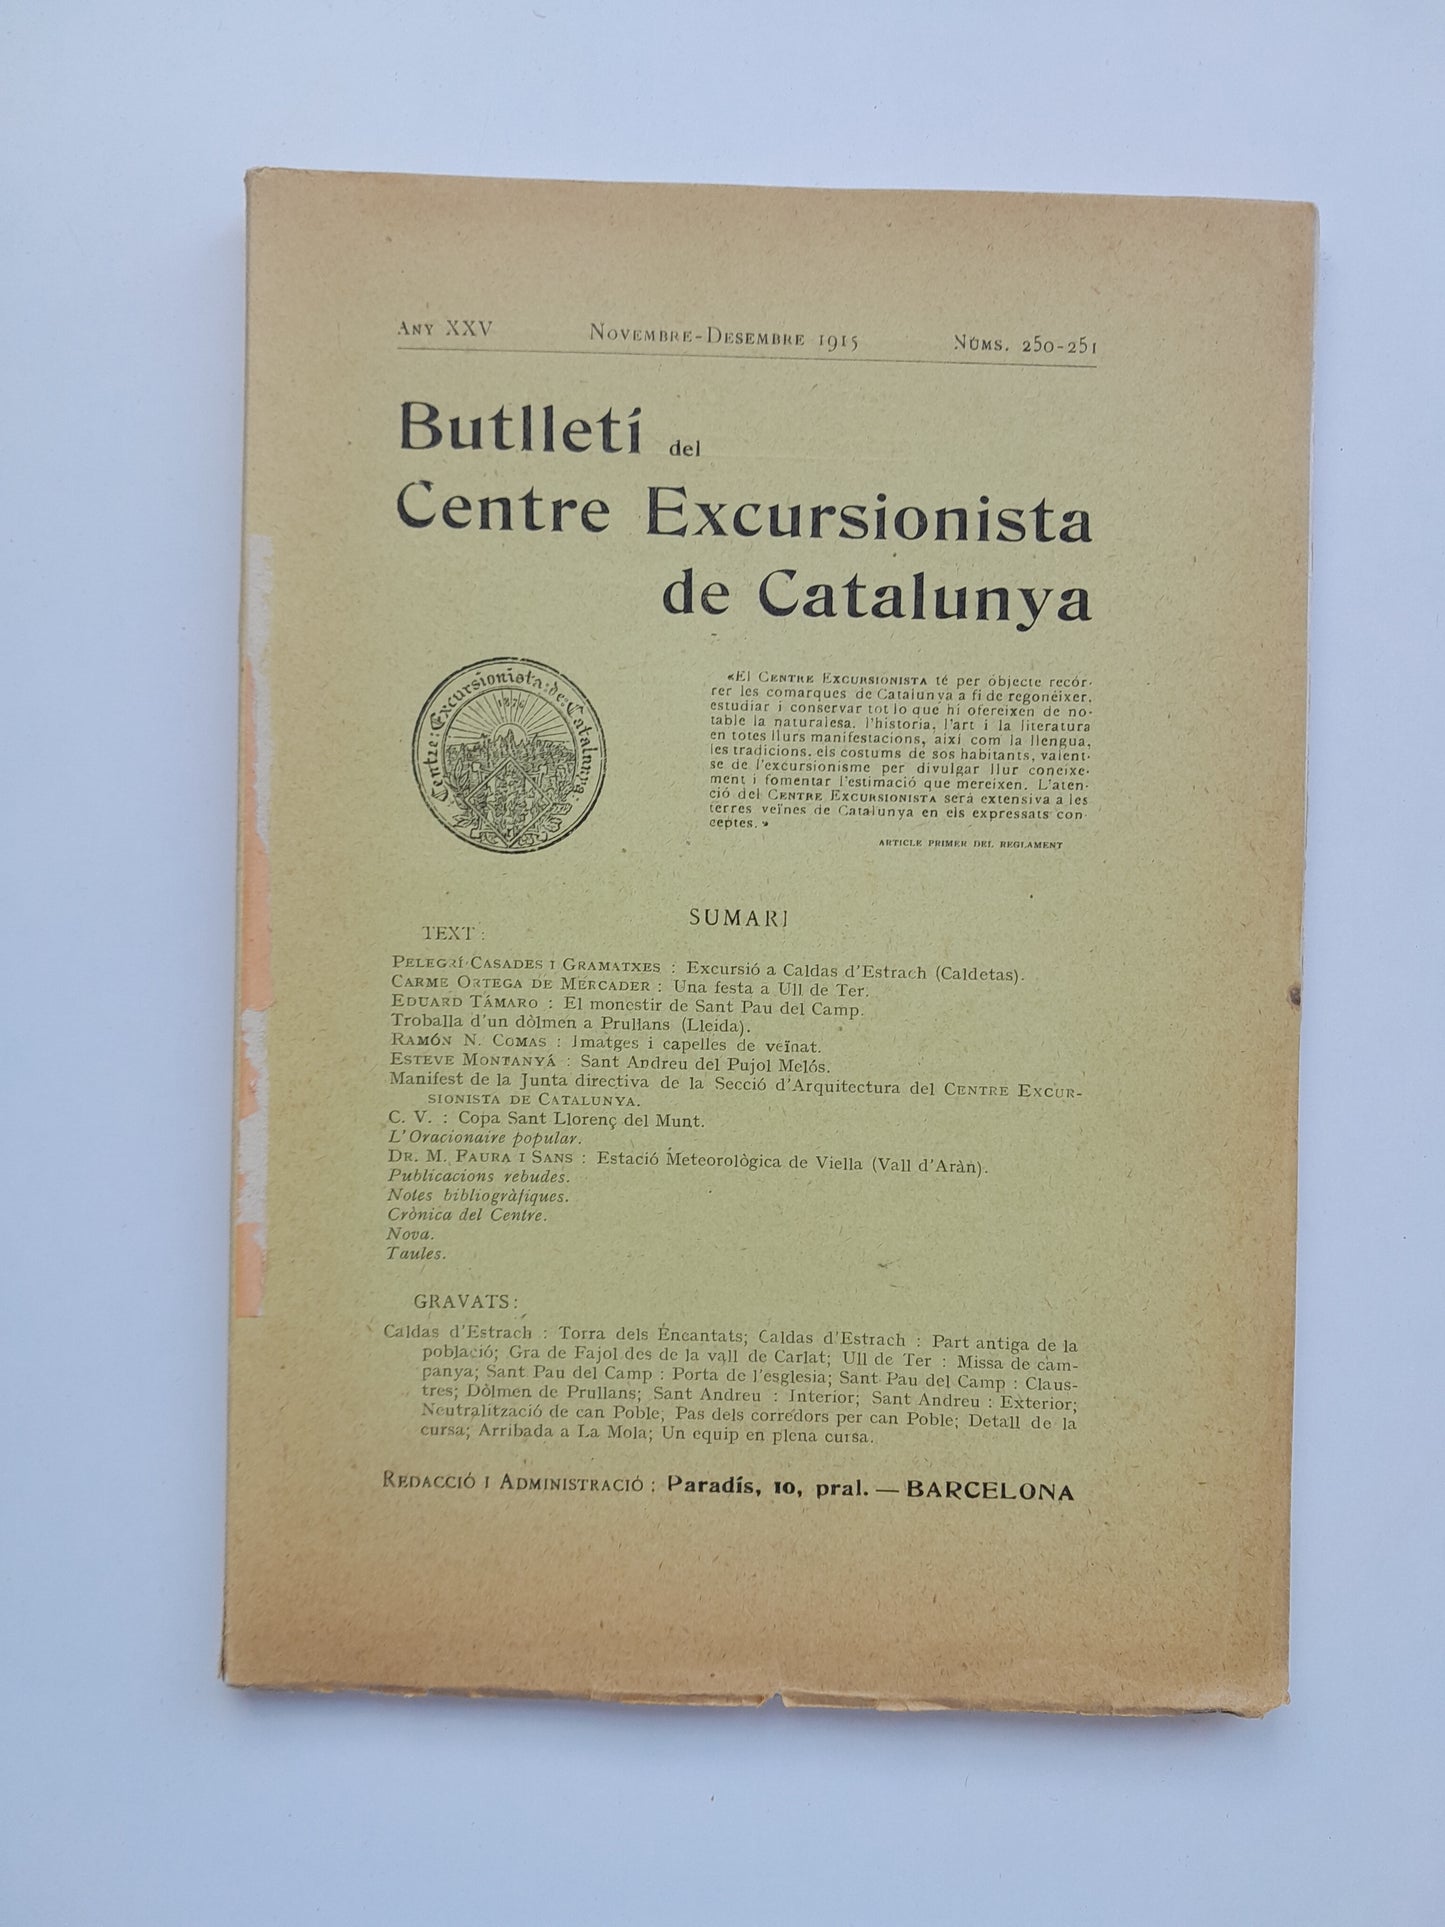 Any XXV Novembre-Desembre 1915 Núms. 250-251
Butlletí del
Centre Excursionista
de Catalunya
Centre: Excursionista: de: Catalunya:
1876
«El Centre Excursionista té per objecte recór-
rer les comarques de Catalunya a fi de regonèixer,
estudiar i conservar tot lo que hi ofereixen de no-
table la naturalesa, l'història, l'art i la literatura
en totes llurs manifestacions, aixi com la llengua,
les tradicions, els costums de sos habitants, valent-
se de l'excursionisme per divulgar llur coneixe-
ment i fomentar l'estimació que mereixen. L'aten-
ció del Centre Excursionista serà extensiva a les
terres veïnes de Catalunya en els expressats con-
ceptes.»
ARTICLE PRIMER DEL REGLAMENT
SUMARI
TEXT:
Pelegrí Casades i Gramatxes : Excursió a Caldas d'Estrach (Caldetas).
Carme Ortega de Mercader : Una festa a Ull de Ter.
Eduard Támaro : El monestir de Sant Pau del Camp.
Troballa d'un dòlmen a Prullans (Lleida).
Ramón N. Comas : Imatges i capelles de veïnat.
Esteve Montanyá : Sant Andreu del Pujol Melós.
Manifest de la Junta directiva de la Secció d'Arquitectura del Centre Excur-
sionista de Catalunya.
C. V. : Copa Sant Llorenç del Munt.
L'Oracionaire popular.
Dr. M. Faura i Sans : Estació Meteorològica de Viella (Vall d'Aràn).
Publicacions rebudes.
Notes bibliogràfiques.
Crònica del Centre.
Nova.
Taules.
GRAVATS:
Caldas d'Estrach : Torra dels Encantats; Caldas d'Estrach : Part antiga de la
població; Gra de Fajol des de la vall de Carlat; Ull de Ter : Missa de cam-
panya; Sant Pau del Camp : Porta de l'esglesia; Sant Pau del Camp : Claus-
tres; Dòlmen de Prullans; Sant Andreu : Interior; Sant Andreu : Exterior;
Neutralització de can Poble; Pas dels corredors per can Poble; Detall de la
cursa; Arribada a La Mola; Un equip en plena cursa.
Redacció i Administració : Paradís, 10, pral. — BARCELONA